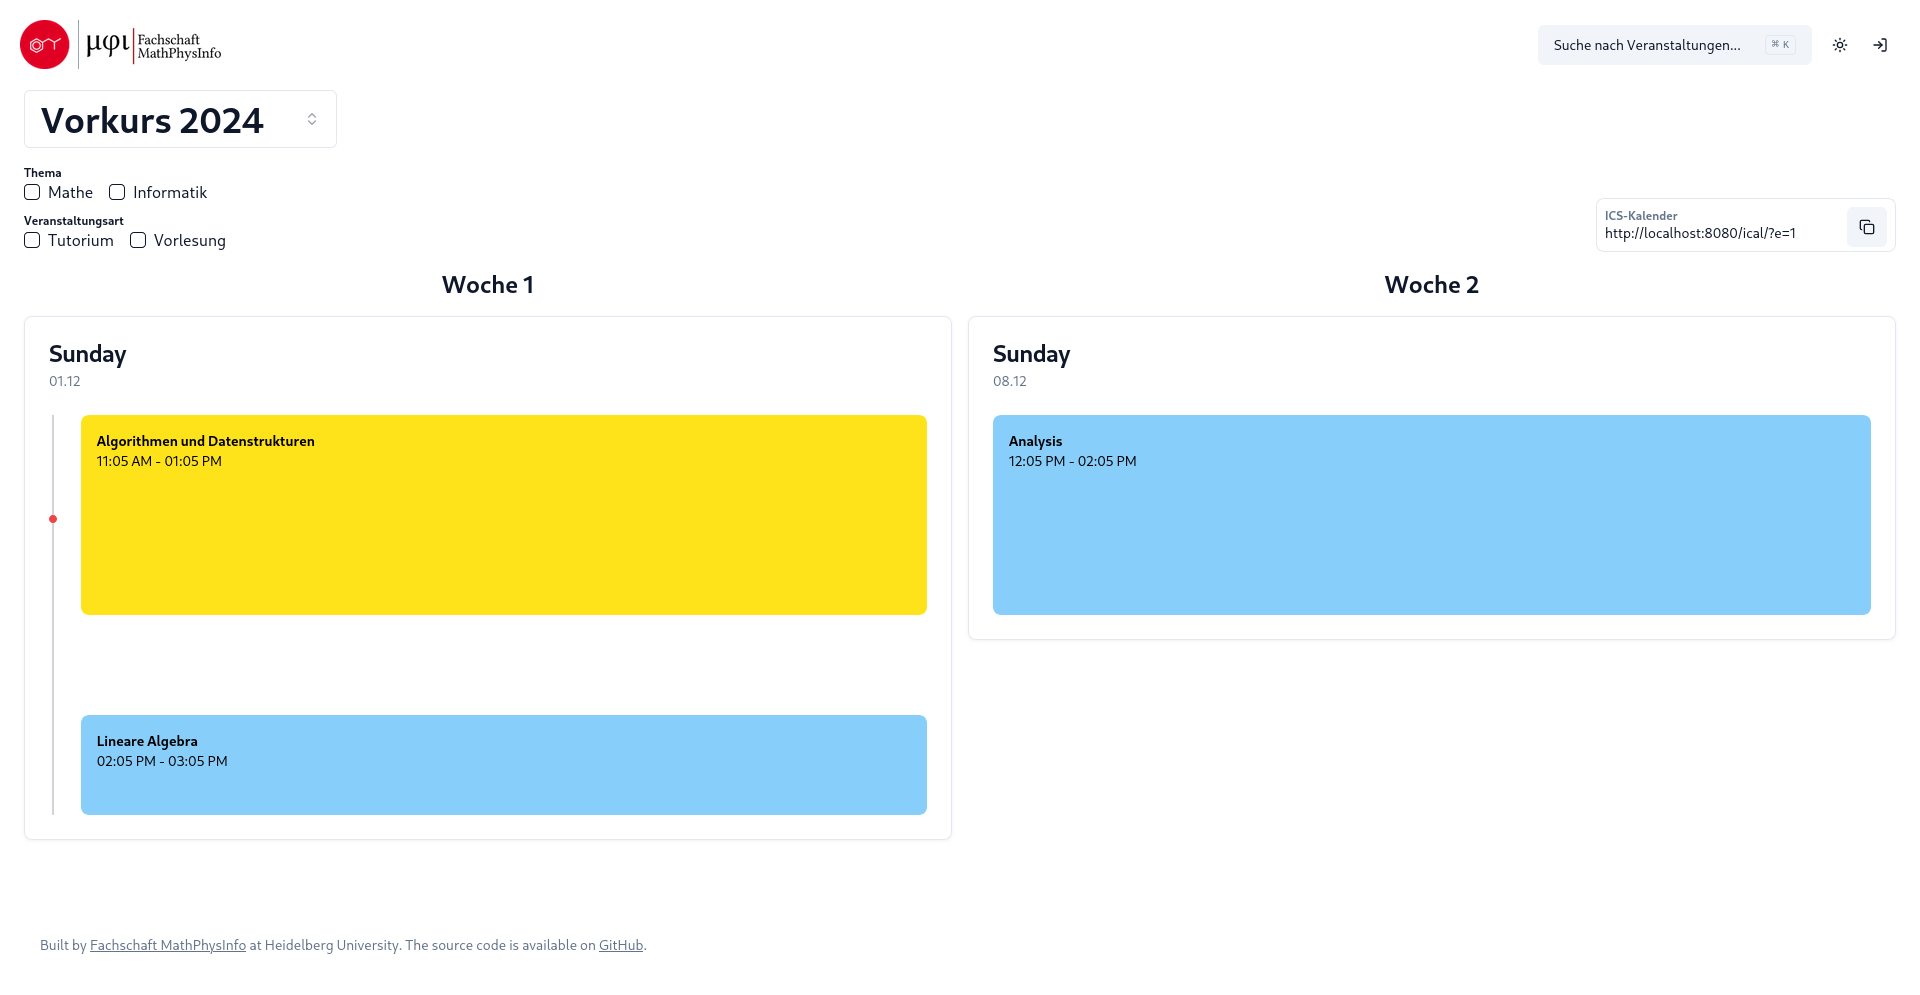 μφι Fachschaft
MathPhysInfo
Suche nach Veranstaltungen... ⌘ K
Vorkurs 2024
Thema
Mathe Informatik
Veranstaltungsart
Tutorium Vorlesung
ICS-Kalender
http://localhost:8080/ical/?e=1
Woche 1
Sunday
01.12
Algorithmen und Datenstrukturen
11:05 AM - 01:05 PM
Lineare Algebra
02:05 PM - 03:05 PM
Woche 2
Sunday
08.12
Analysis
12:05 PM - 02:05 PM
Built by Fachschaft MathPhysInfo at Heidelberg University. The source code is available on GitHub.